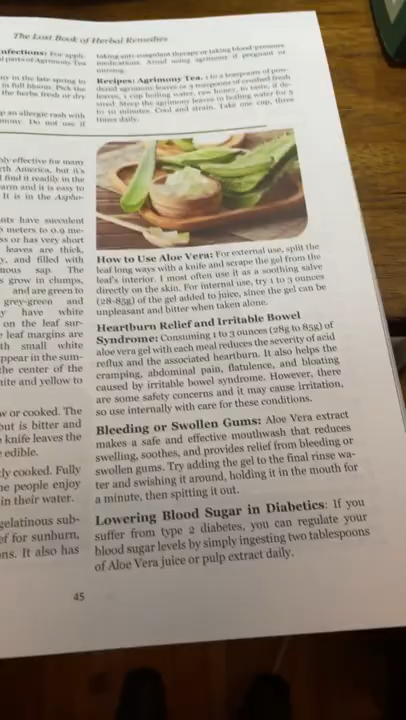 The Lost Book of Herbal Remedies
nfections: For appli-
l parts of Agrimony Tea
ny in the late spring to
in full bloom. Pick the
the herbs fresh or dry
p an allergic rash with
mony. Do not use if
ly effective for many
rth America, but it's
find it readily in the
arm and it is easy to
It is in the Aspho-
nts have succulent
meters to 0.9 me-
ss or has very short
leaves are thick,
y, and filled with
nous sap. The
s grow in clumps,
and are green to
grey-green and
y have white
on the leaf sur-
e leaf margins are
th small white
ppear in the sum-
the center of the
ite and yellow to
w or cooked. The
but is bitter and
knife leaves the
edible.
ly cooked. Fully
ne people enjoy
in their water.
gelatinous sub-
ef for sunburn,
ns. It also has
taking anti-coagulant therapy or taking blood-pressure
medications. Avoid using agrimony if pregnant or
nursing.
Recipes: Agrimony Tea. 1 to 2 teaspoon of pow-
dered agrimony leaves or 2 teaspoons of crushed fresh
leaves, 1 cup boiling water, raw honey, to taste, if de-
sired: Steep the agrimony leaves in boiling water for 5
to 10 minutes. Cool and strain. Take one cup, three
times daily.
How to Use Aloe Vera: For external use, split the
leaf long ways with a knife and scrape the gel from the
leaf's interior. I most often use it as a soothing salve
directly on the skin. For internal use, try 1 to 3 ounces
(28-85g) of the gel added to juice, since the gel can be
unpleasant and bitter when taken alone.
Heartburn Relief and Irritable Bowel
Syndrome: Consuming 1 to 3 ounces (28g to 85g) of
aloe vera gel with each meal reduces the severity of acid
reflux and the associated heartburn. It also helps the
cramping, abdominal pain, flatulence, and bloating
caused by irritable bowel syndrome. However, there
are some safety concerns and it may cause irritation,
so use internally with care for these conditions.
Bleeding or Swollen Gums: Aloe Vera extract
makes a safe and effective mouthwash that reduces
swelling, soothes, and provides relief from bleeding or
swollen gums. Try adding the gel to the final rinse wa-
ter and swishing it around, holding it in the mouth for
a minute, then spitting it out.
Lowering Blood Sugar in Diabetics: If you
suffer from type 2 diabetes, you can regulate your
blood sugar levels by simply ingesting two tablespoons
of Aloe Vera juice or pulp extract daily.
45